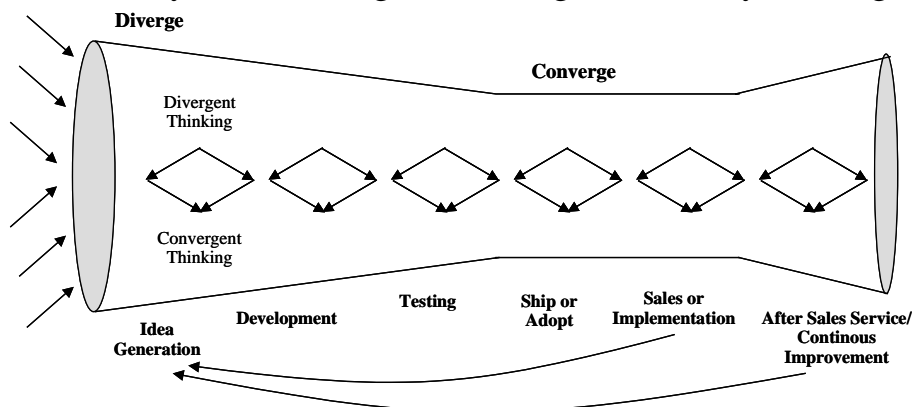 Diverge
Converge
Divergent
Thinking
Convergent
Thinking
Idea
Generation
Development
Testing
Ship or
Adopt
Sales or
Implementation
After Sales Service/
Continous
Improvement